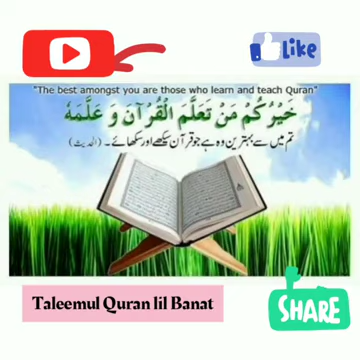 Like
"The best amongst you are those who learn and teach Quran"
خَيْرُكُمْ مَنْ تَعَلَّمَ الْقُرْآنَ وَ عَلَّمَهٗ
تم میں سے بہترین وہ ہے جو قرآن سیکھے اور سکھائے۔ (الحدیث)
Taleemul Quran lil Banat
SHARE